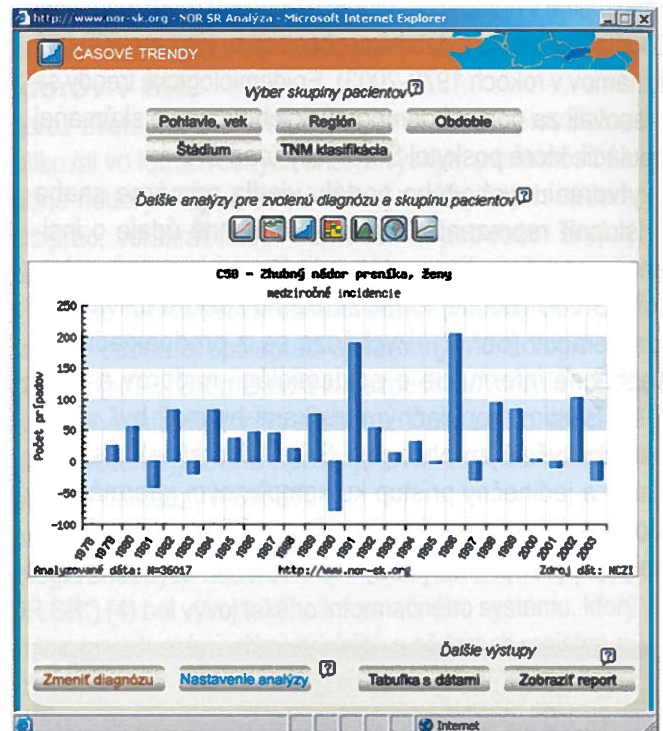 http://www.nor-sk.org - NOR SR Analýza - Microsoft Internet Explorer
ČASOVÉ TRENDY
Výber skupiny pacientov ?
Pohlavie, vek Región Obdobie
Štádium TNM klasifikácia
Ďalšie analýzy pre zvolenú diagnózu a skupinu pacientov ?
C50 - Zhubný nádor prsníka, ženy
medziročné incidencie
Počet prípadov
250
200
150
100
50
0
-50
-100
1978 1979 1980 1981 1982 1983 1984 1985 1986 1987 1988 1989 1990 1991 1992 1993 1994 1995 1996 1997 1998 1999 2000 2001 2002 2003
Analyzované dáta: N=36017 http://www.nor-sk.org Zdroj dát: NCZI
Ďalšie výstupy
Zmeniť diagnózu Nastavenie analýzy ? Tabuľka s dátami Zobraziť report ?
Internet